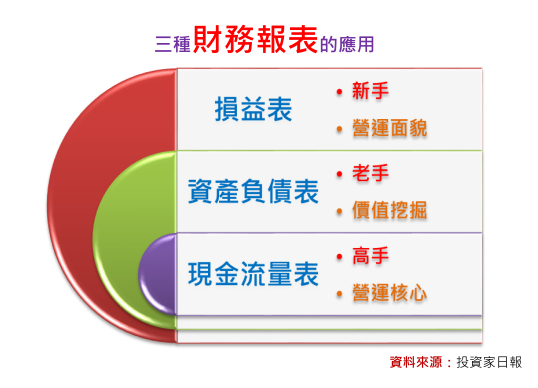 三種財務報表的應用
損益表
• 新手
• 營運面貌
資產負債表
• 老手
• 價值挖掘
現金流量表
• 高手
• 營運核心
資料來源：投資家日報